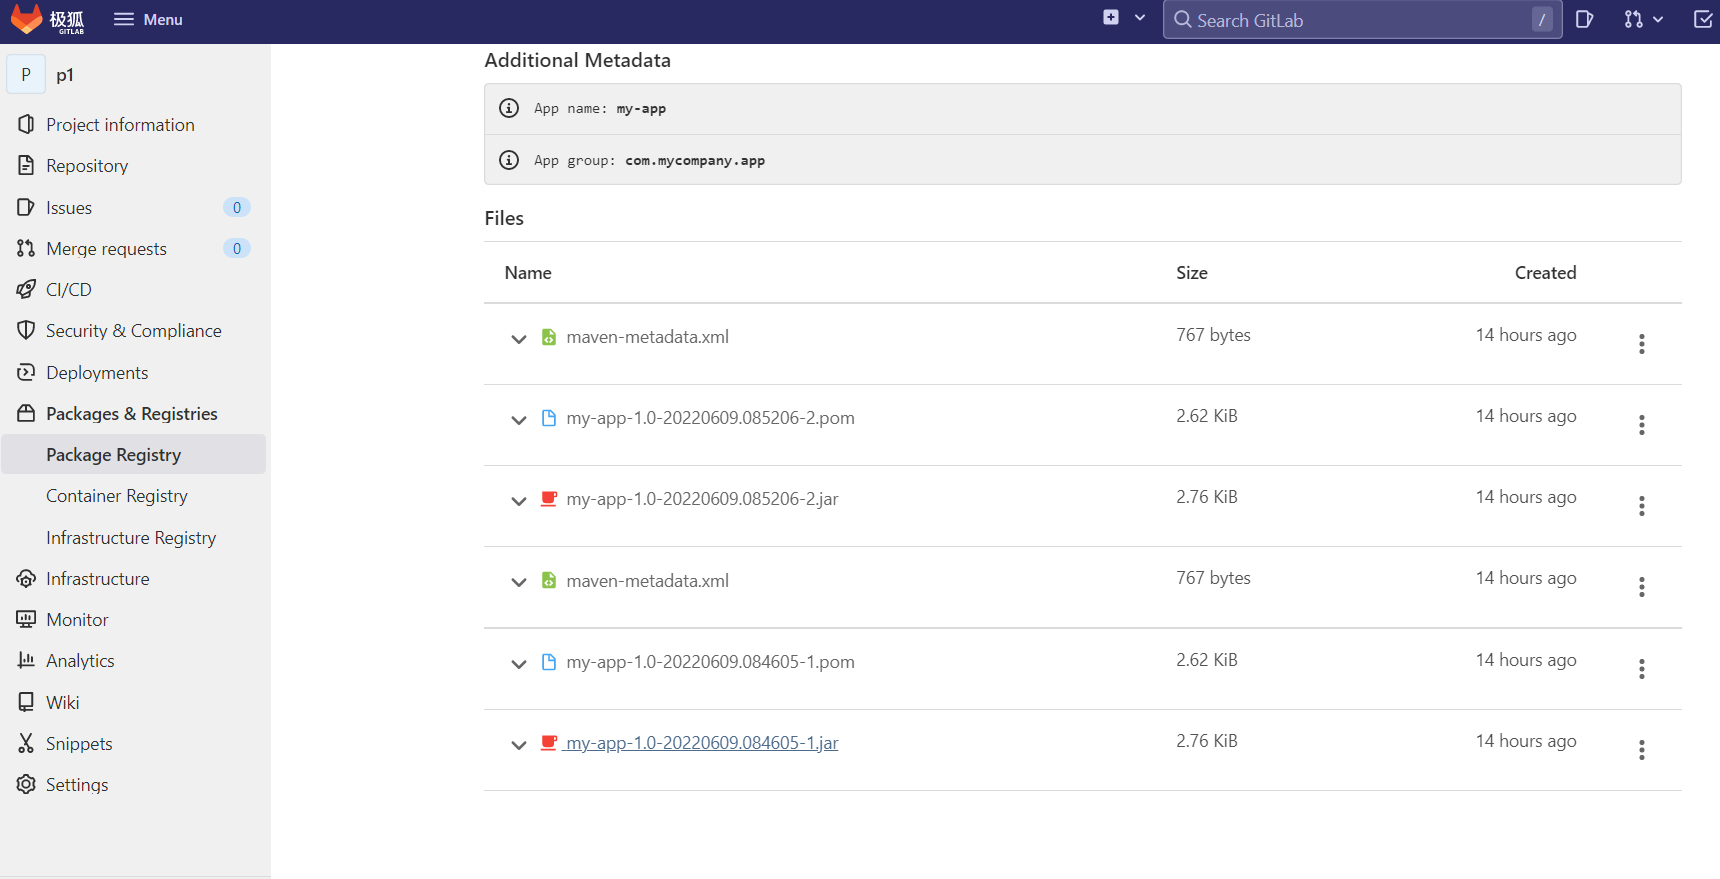 极狐
GITLAB
Menu
Search GitLab
/
P
p1
Project information
Repository
Issues
0
Merge requests
0
CI/CD
Security & Compliance
Deployments
Packages & Registries
Package Registry
Container Registry
Infrastructure Registry
Infrastructure
Monitor
Analytics
Wiki
Snippets
Settings
Additional Metadata
App name: my-app
App group: com.mycompany.app
Files
Name Size Created
maven-metadata.xml 767 bytes 14 hours ago
my-app-1.0-20220609.085206-2.pom 2.62 KiB 14 hours ago
my-app-1.0-20220609.085206-2.jar 2.76 KiB 14 hours ago
maven-metadata.xml 767 bytes 14 hours ago
my-app-1.0-20220609.084605-1.pom 2.62 KiB 14 hours ago
my-app-1.0-20220609.084605-1.jar 2.76 KiB 14 hours ago